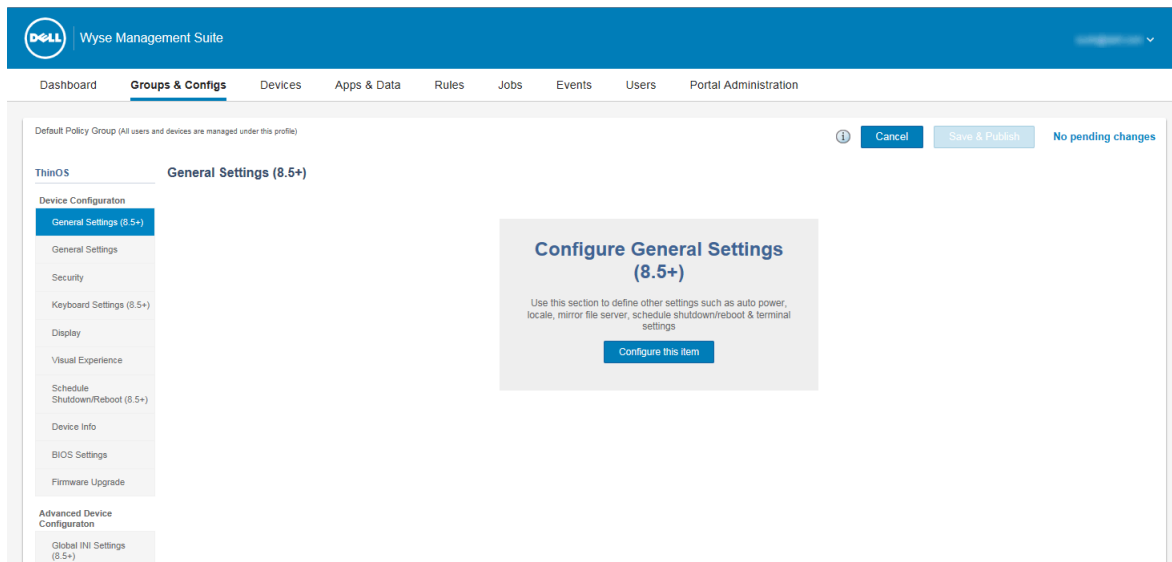 DELL
Wyse Management Suite
Dashboard
Groups & Configs
Devices
Apps & Data
Rules
Jobs
Events
Users
Portal Administration
Default Policy Group (All users and devices are managed under this profile)
Cancel
Save & Publish
No pending changes
ThinOS
General Settings (8.5+)
Device Configuraton
General Settings (8.5+)
General Settings
Security
Keyboard Settings (8.5+)
Display
Visual Experience
Schedule
Shutdown/Reboot (8.5+)
Device Info
BIOS Settings
Firmware Upgrade
Advanced Device
Configuraton
Global INI Settings
(8.5+)
Configure General Settings
(8.5+)
Use this section to define other settings such as auto power,
locale, mirror file server, schedule shutdown/reboot & terminal
settings
Configure this item